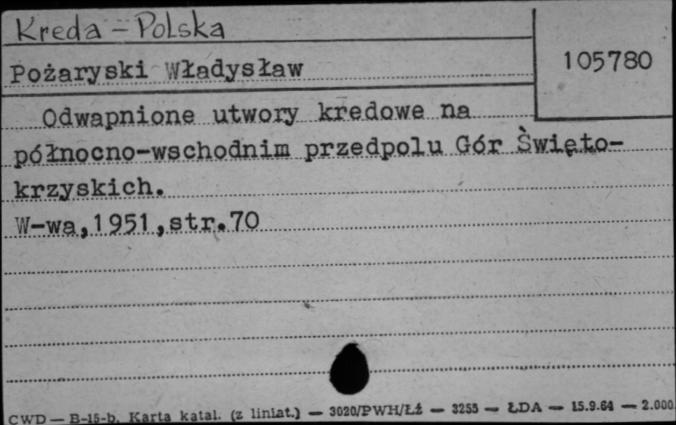 Kreda - Polska
Pożaryski Władysław
105780
Odwapnione utwory kredowe na
północno-wschodnim przedpolu Gór Święto-
krzyskich.
W-wa,1951,str.70
CWD — B-15-b. Karta katal. (z liniat.) — 3020/PWH/Łź — 3255 — ŁDA — 15.9.64 — 2.000